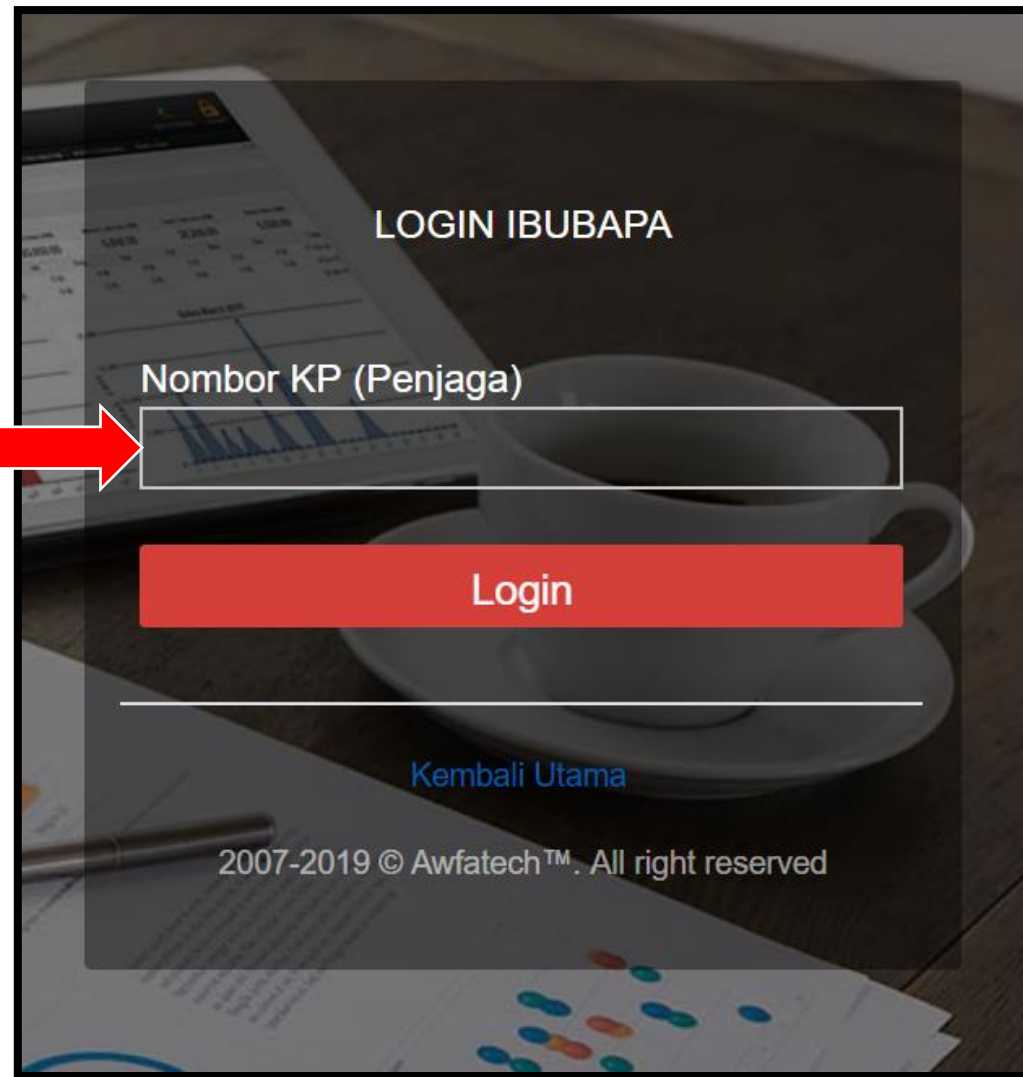 LOGIN IBUBAPA
Nombor KP (Penjaga)
Login
Kembali Utama
2007-2019 © Awfatech™. All right reserved